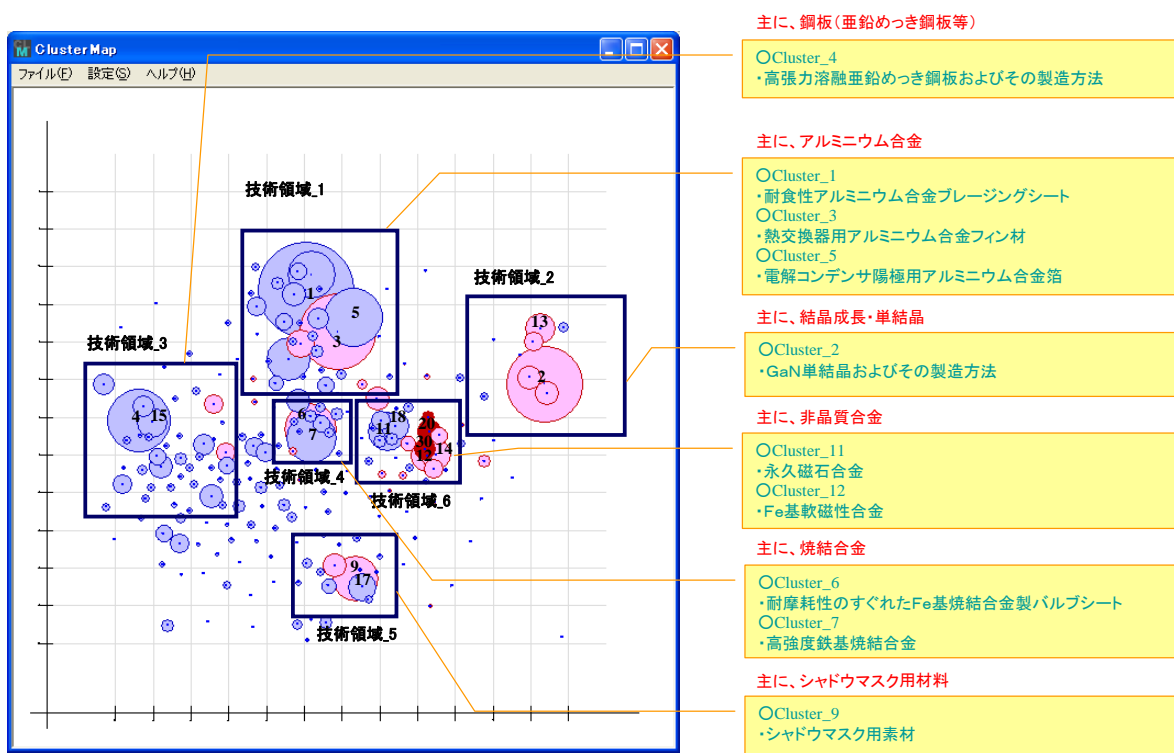 ClusterMap
ファイル(F) 設定(S) ヘルプ(H)
技術領域_1
1
5
3
技術領域_2
13
2
技術領域_3
4
15
6
7
技術領域_4
18
11
20
30
12
14
技術領域_6
9
17
技術領域_5
主に、鋼板(亜鉛めっき鋼板等)
○Cluster_4
・高張力溶融亜鉛めっき鋼板およびその製造方法
主に、アルミニウム合金
○Cluster_1
・耐食性アルミニウム合金ブレージングシート
○Cluster_3
・熱交換器用アルミニウム合金フィン材
○Cluster_5
・電解コンデンサ陽極用アルミニウム合金箔
主に、結晶成長・単結晶
○Cluster_2
・GaN単結晶およびその製造方法
主に、非晶質合金
○Cluster_11
・永久磁石合金
○Cluster_12
・Fe基軟磁性合金
主に、焼結合金
○Cluster_6
・耐摩耗性のすぐれたFe基焼結合金製バルブシート
○Cluster_7
・高強度鉄基焼結合金
主に、シャドウマスク用材料
○Cluster_9
・シャドウマスク用素材